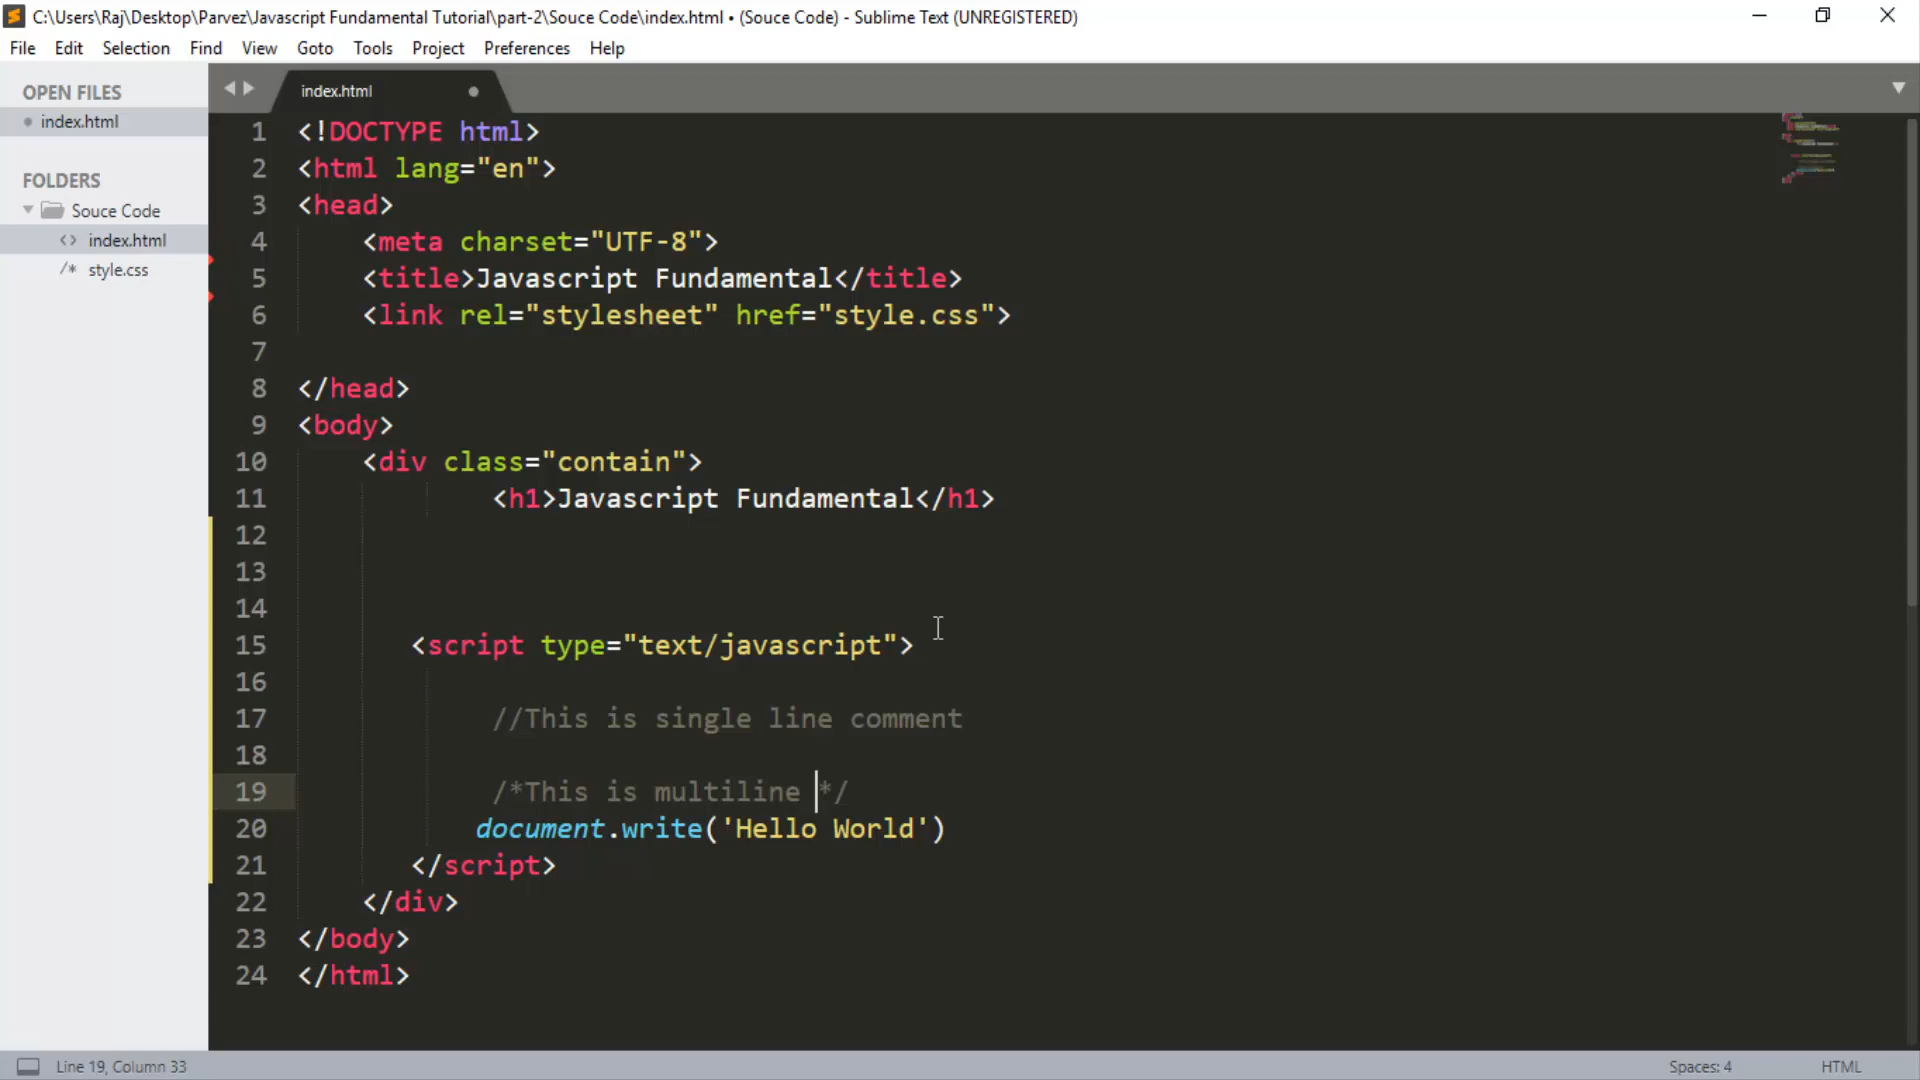 C:\Users\Raj\Desktop\Parvez\Javascript Fundamental Tutorial\part-2\Souce Code\index.html • (Souce Code) - Sublime Text (UNREGISTERED)
File Edit Selection Find View Goto Tools Project Preferences Help
OPEN FILES
index.html
FOLDERS
Souce Code
<> index.html
/* style.css
index.html
1 <!DOCTYPE html>
2 <html lang="en">
3 <head>
4 <meta charset="UTF-8">
5 <title>Javascript Fundamental</title>
6 <link rel="stylesheet" href="style.css">
7
8 </head>
9 <body>
10 <div class="contain">
11 <h1>Javascript Fundamental</h1>
12
13
14
15 <script type="text/javascript">
16
17 //This is single line comment
18
19 /*This is multiline */
20 document.write('Hello World')
21 </script>
22 </div>
23 </body>
24 </html>
Line 19, Column 33
Spaces: 4
HTML